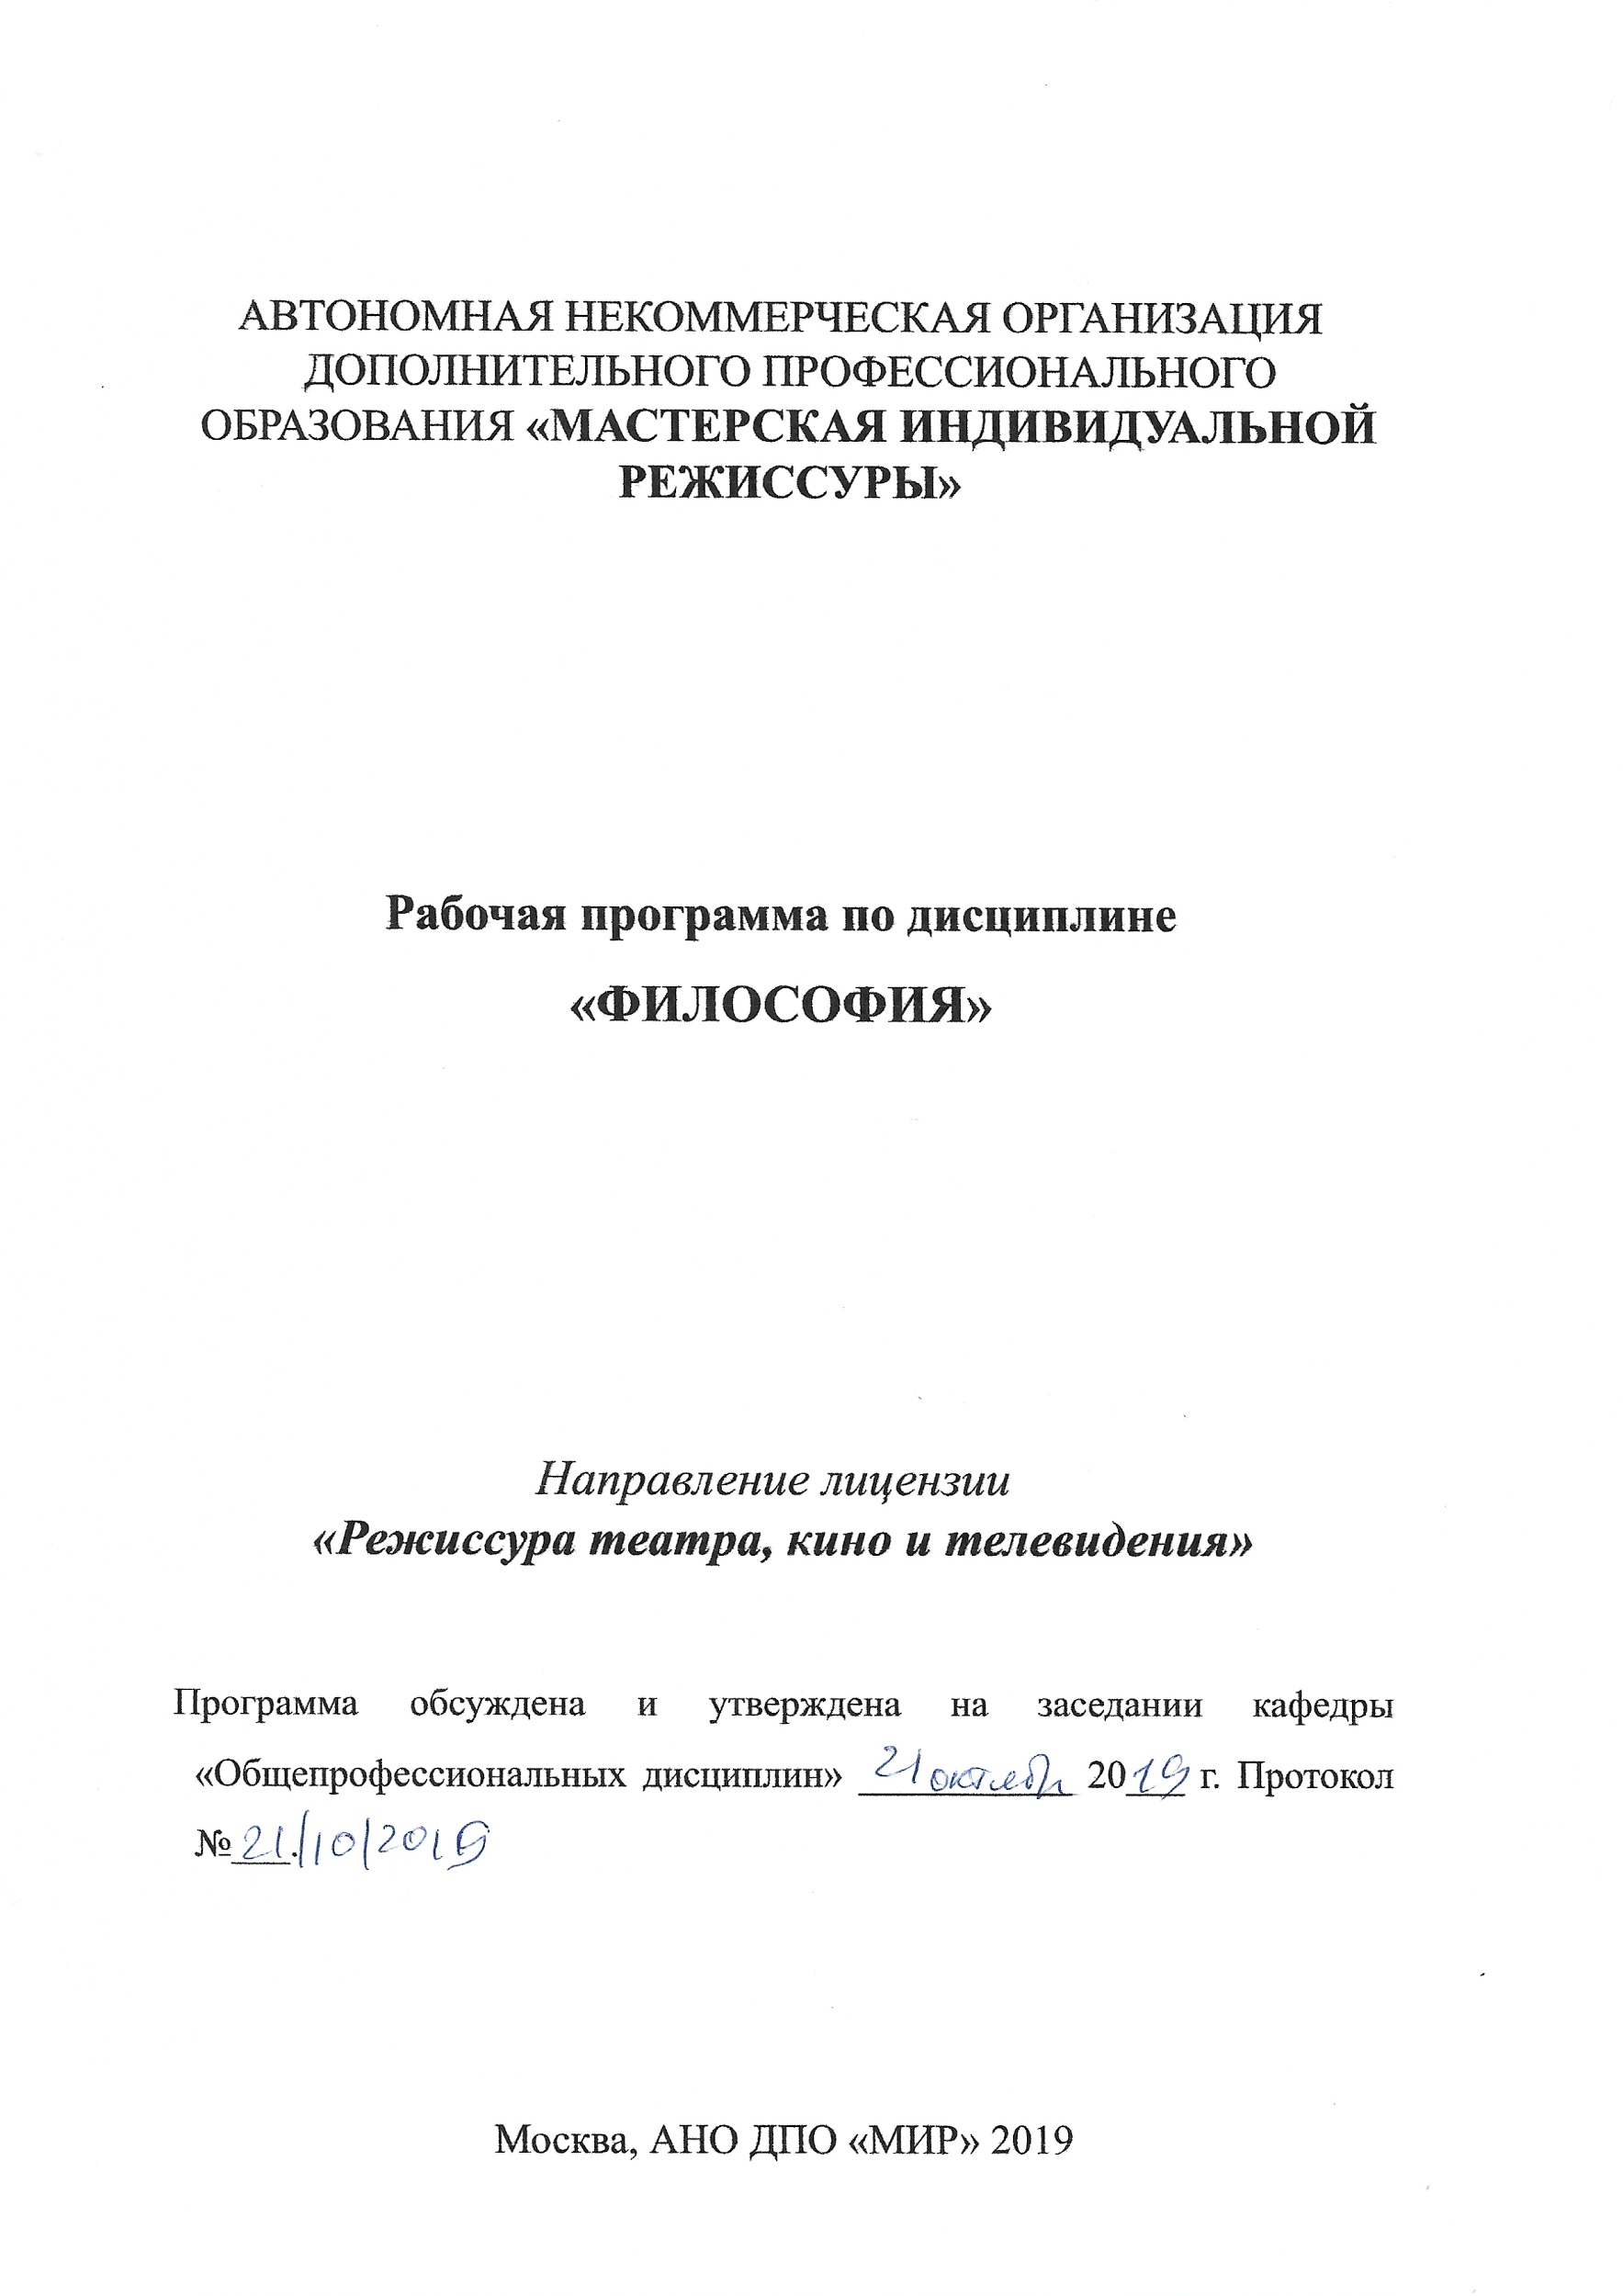 АВТОНОМНАЯ НЕКОММЕРЧЕСКАЯ ОРГАНИЗАЦИЯ
ДОПОЛНИТЕЛЬНОГО ПРОФЕССИОНАЛЬНОГО
ОБРАЗОВАНИЯ «МАСТЕРСКАЯ ИНДИВИДУАЛЬНОЙ
РЕЖИССУРЫ»
Рабочая программа по дисциплине
«ФИЛОСОФИЯ»
Направление лицензии
«Режиссура театра, кино и телевидения»
Программа обсуждена и утверждена на заседании кафедры
«Общепрофессиональных дисциплин» 21 октября 2019 г. Протокол
№21./10/2019
Москва, АНО ДПО «МИР» 2019